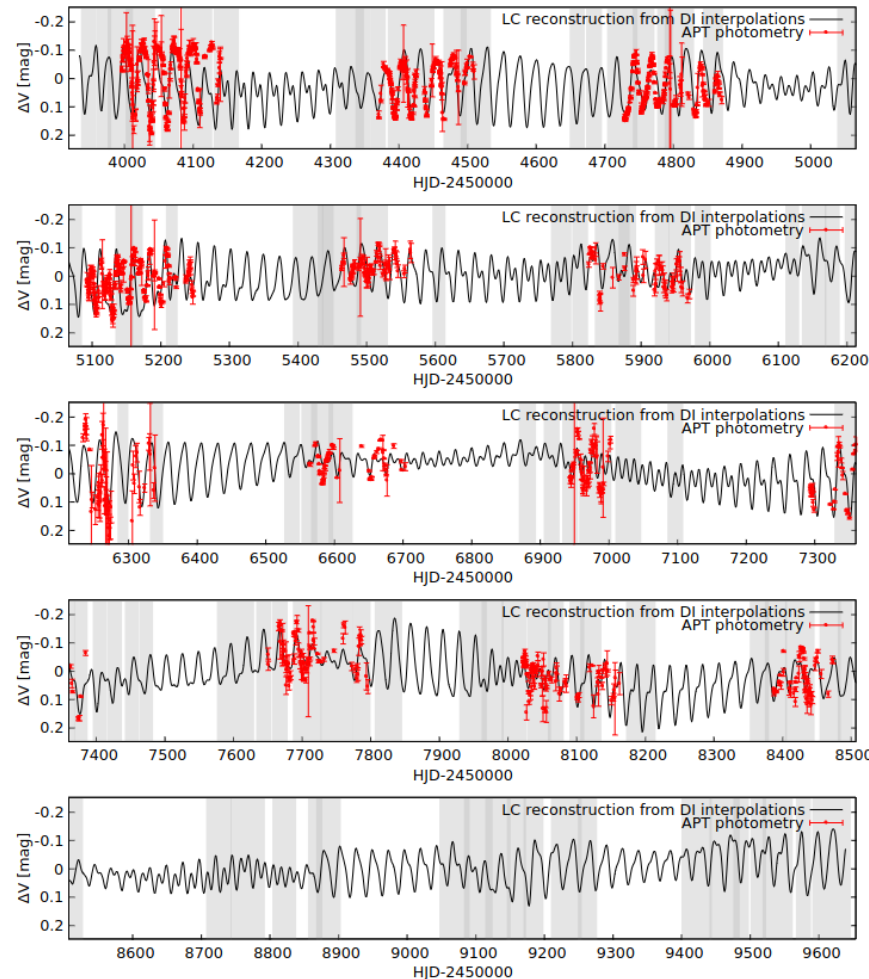 LC reconstruction from DI interpolations
APT photometry
-0.2
-0.1
0
0.1
0.2
ΔV [mag]
4000 4100 4200 4300 4400 4500 4600 4700 4800 4900 5000
HJD-2450000
LC reconstruction from DI interpolations
APT photometry
-0.2
-0.1
0
0.1
0.2
ΔV [mag]
5100 5200 5300 5400 5500 5600 5700 5800 5900 6000 6100 6200
HJD-2450000
LC reconstruction from DI interpolations
APT photometry
-0.2
-0.1
0
0.1
0.2
ΔV [mag]
6300 6400 6500 6600 6700 6800 6900 7000 7100 7200 7300
HJD-2450000
LC reconstruction from DI interpolations
APT photometry
-0.2
-0.1
0
0.1
0.2
ΔV [mag]
7400 7500 7600 7700 7800 7900 8000 8100 8200 8300 8400 8500
HJD-2450000
LC reconstruction from DI interpolations
APT photometry
-0.2
-0.1
0
0.1
0.2
ΔV [mag]
8600 8700 8800 8900 9000 9100 9200 9300 9400 9500 9600
HJD-2450000